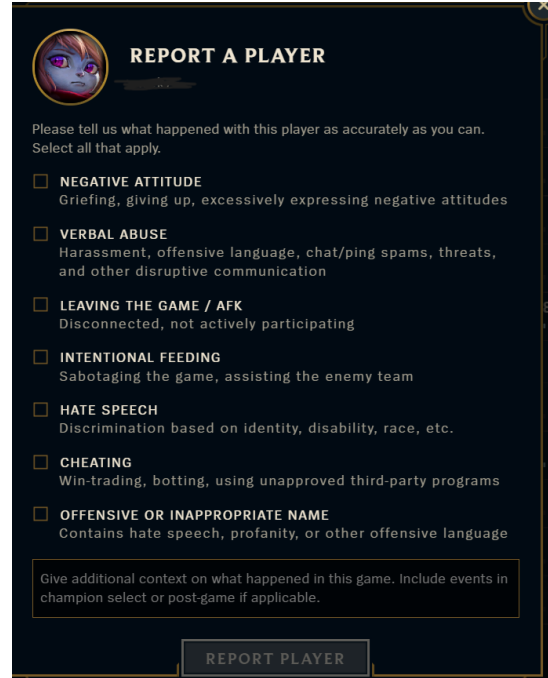 REPORT A PLAYER
Please tell us what happened with this player as accurately as you can.
Select all that apply.
NEGATIVE ATTITUDE
Griefing, giving up, excessively expressing negative attitudes
VERBAL ABUSE
Harassment, offensive language, chat/ping spams, threats,
and other disruptive communication
LEAVING THE GAME / AFK
Disconnected, not actively participating
INTENTIONAL FEEDING
Sabotaging the game, assisting the enemy team
HATE SPEECH
Discrimination based on identity, disability, race, etc.
CHEATING
Win-trading, botting, using unapproved third-party programs
OFFENSIVE OR INAPPROPRIATE NAME
Contains hate speech, profanity, or other offensive language
Give additional context on what happened in this game. Include events in
champion select or post-game if applicable.
REPORT PLAYER